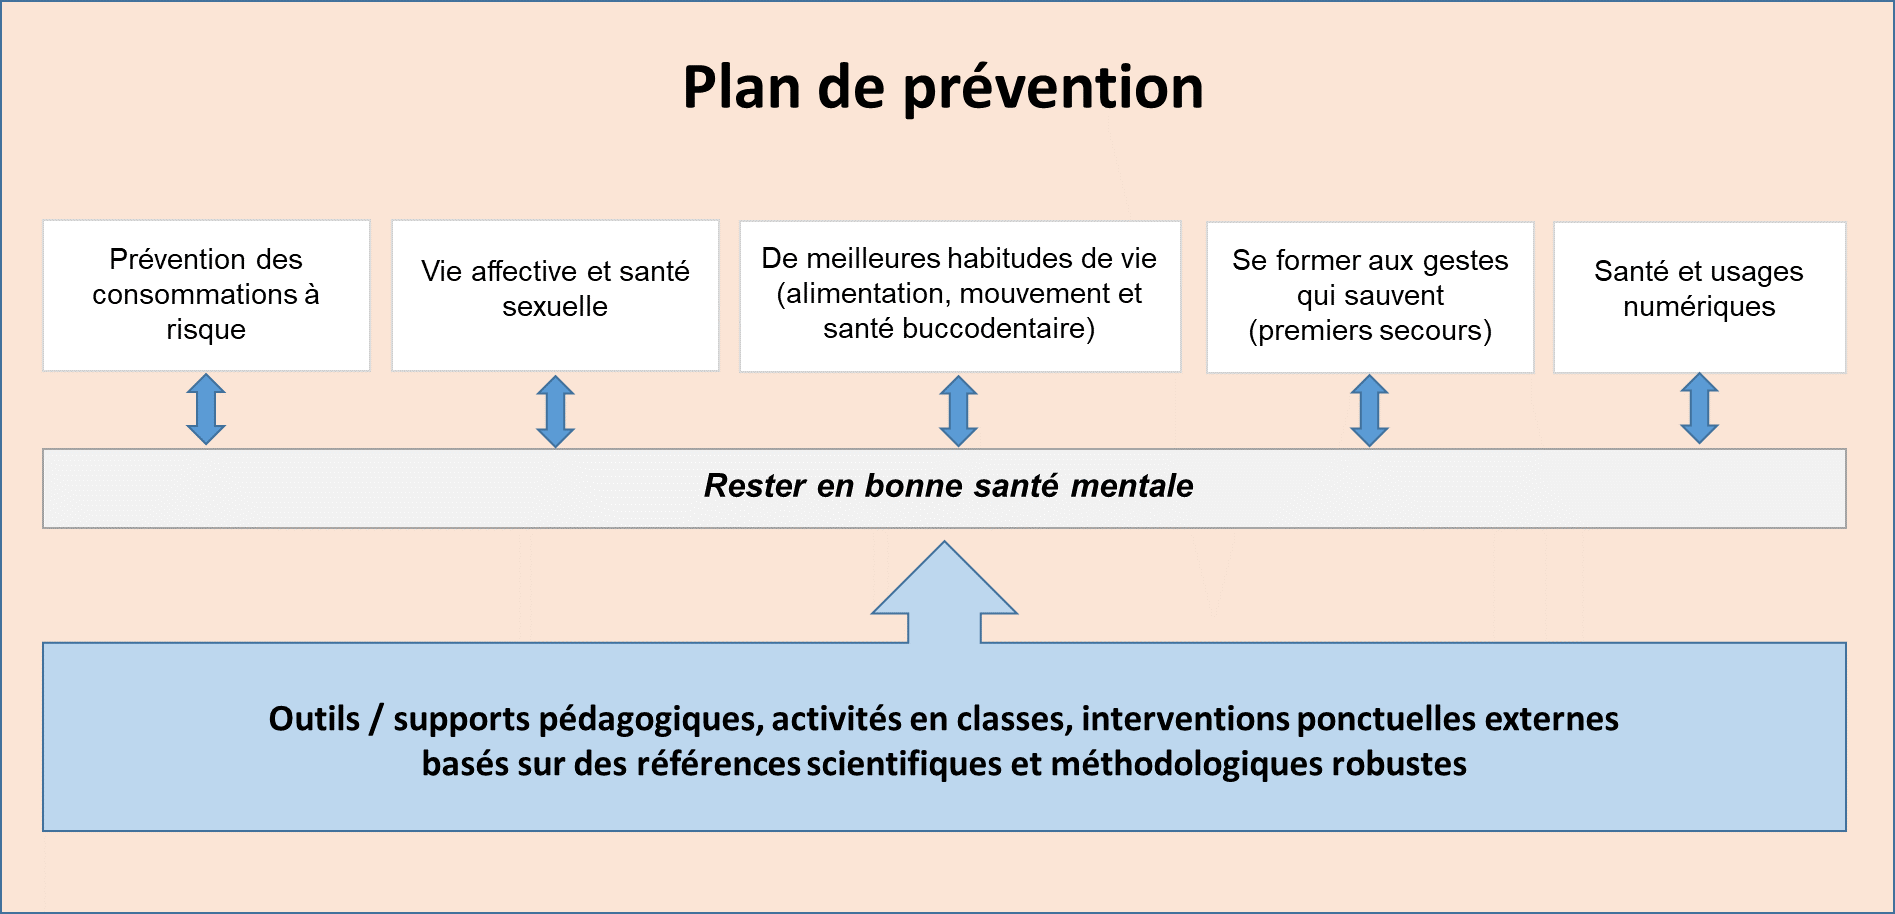 Plan de prévention
Prévention des
consommations à
risque
Vie affective et santé
sexuelle
De meilleures habitudes de vie
(alimentation, mouvement et
santé buccodentaire)
Se former aux gestes
qui sauvent
(premiers secours)
Santé et usages
numériques
Rester en bonne santé mentale
Outils / supports pédagogiques, activités en classes, interventions ponctuelles externes
basés sur des références scientifiques et méthodologiques robustes